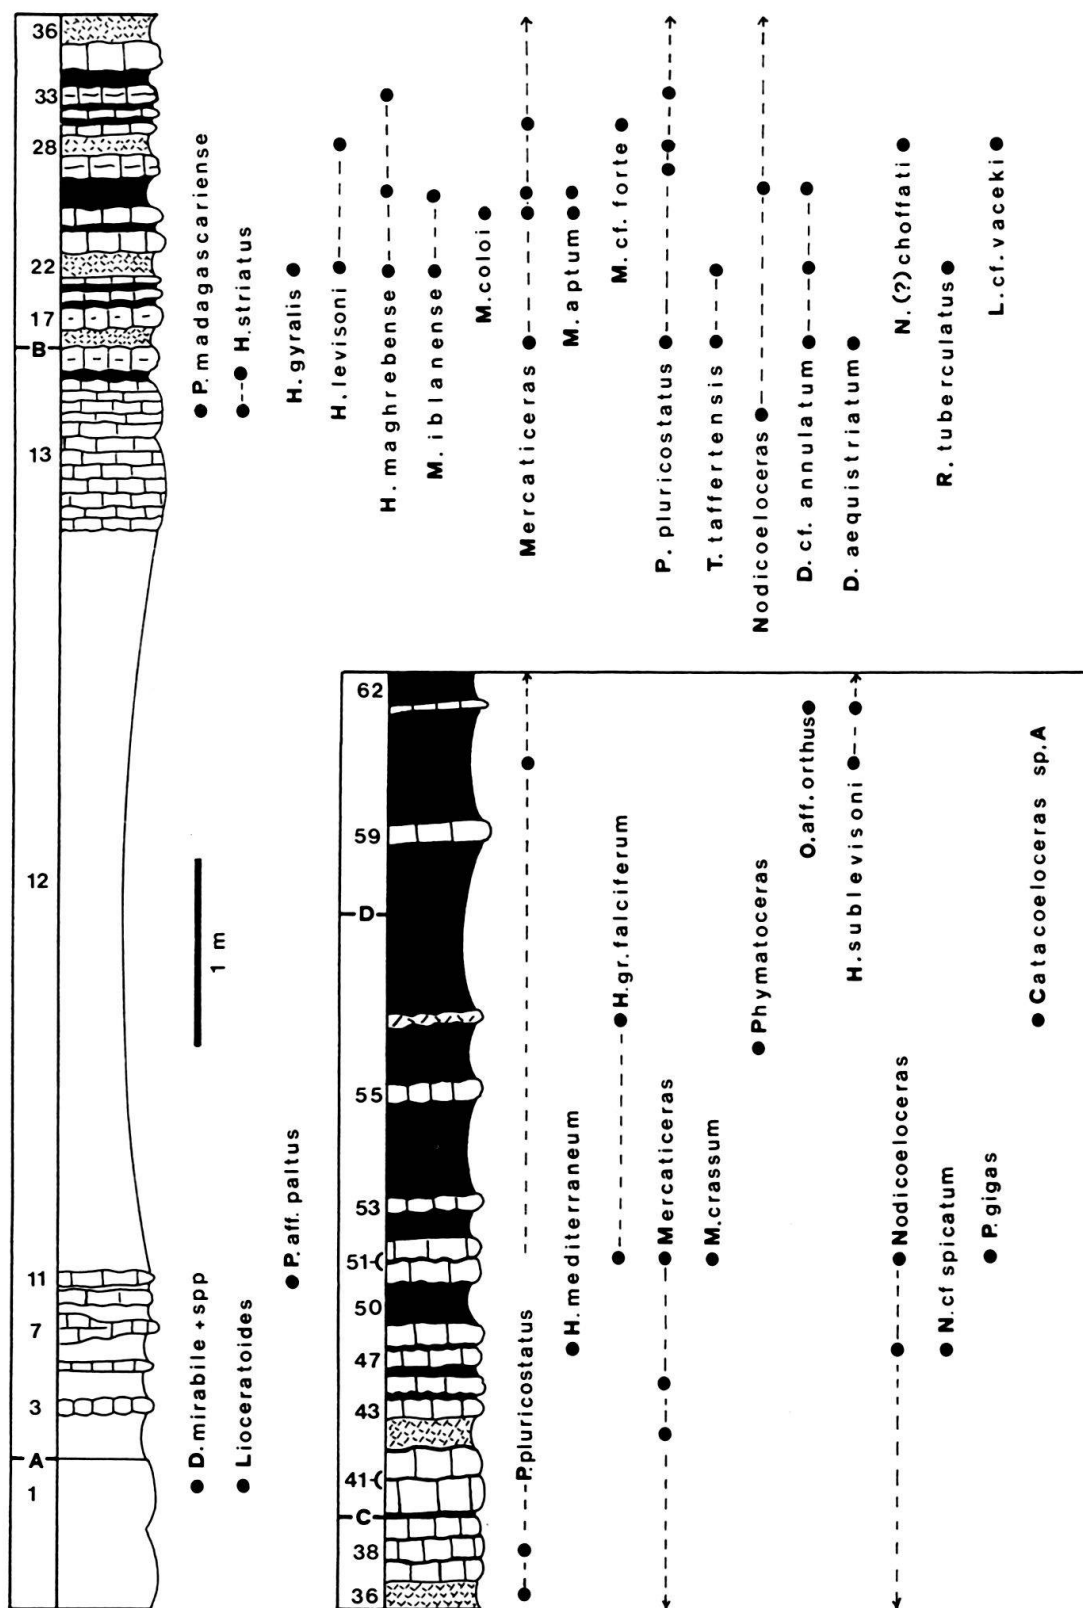 36
33
28
22
17
B
13
12
11
7
3
A
1
1 m
P. madagascariense
H. striatus
H. gyralis
H. levisoni
H. maghrebense
M. iblanense
M. coloi
Mercaticeras
M. aptum
M. cf. forte
P. pluricostatus
T. taffertensis
Nodicoeloceras
D. cf. annulatum
D. aequistriatum
N. (?) choffati
R. tuberculatus
L. cf. vaceki
D. mirabile + spp
Lioceratoides
P. aff. paltus
62
59
D
55
53
51
50
47
43
41
C
38
36
P. pluricostatus
H. mediterraneum
H. gr. falciferum
Mercaticeras
M. crassum
Phymatoceras
O. aff. orthus
H. sublevisoni
Nodicoeloceras
N. cf spicatum
P. gigas
Catacoeloceras sp. A